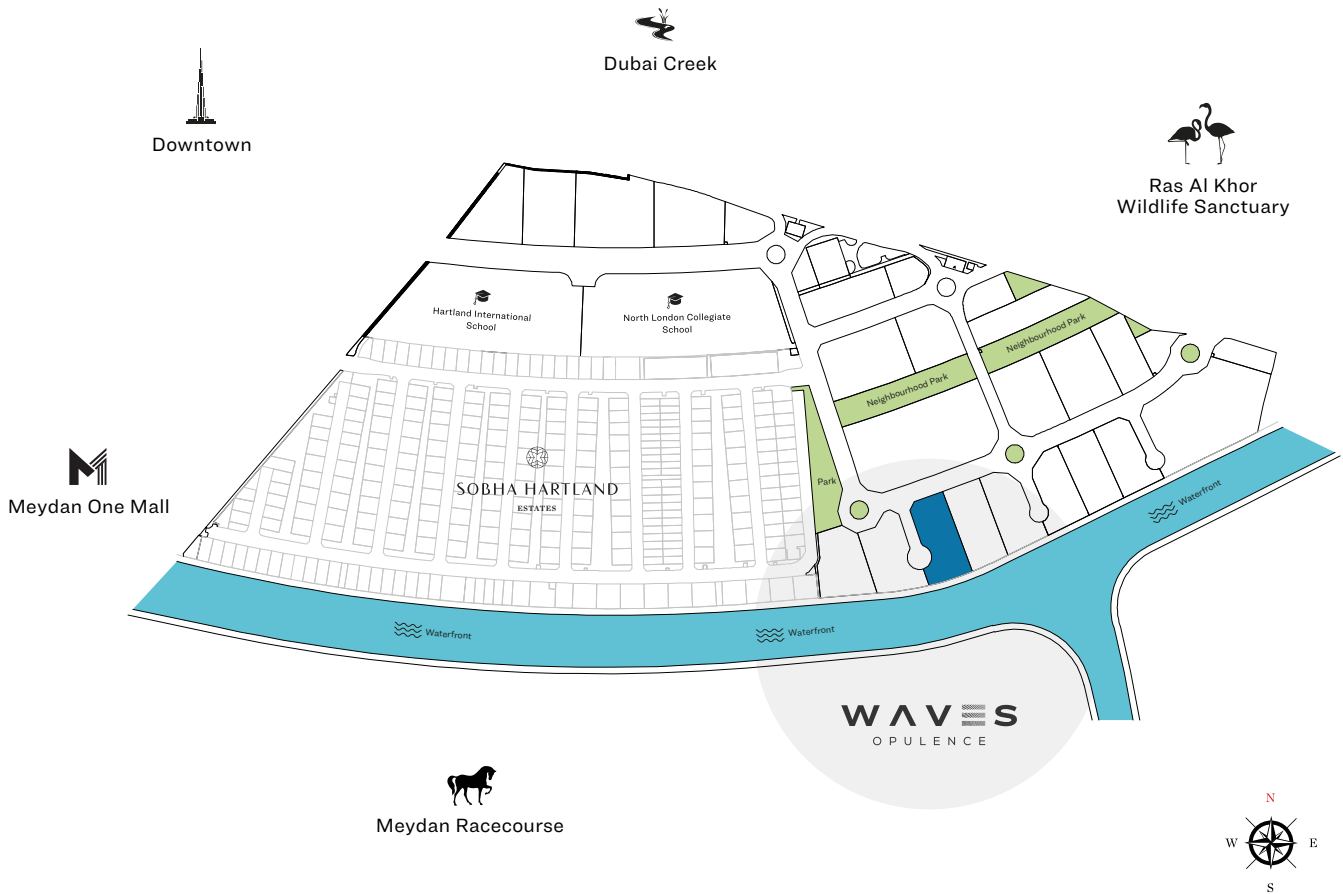 Dubai Creek
Downtown
Ras Al Khor
Wildlife Sanctuary
Hartland International
School
North London Collegiate
School
Neighbourhood Park
Neighbourhood Park
Meydan One Mall
SOBHA HARTLAND
ESTATES
Park
Waterfront
Waterfront
Waterfront
WAVES
OPULENCE
Meydan Racecourse
N
W
E
S